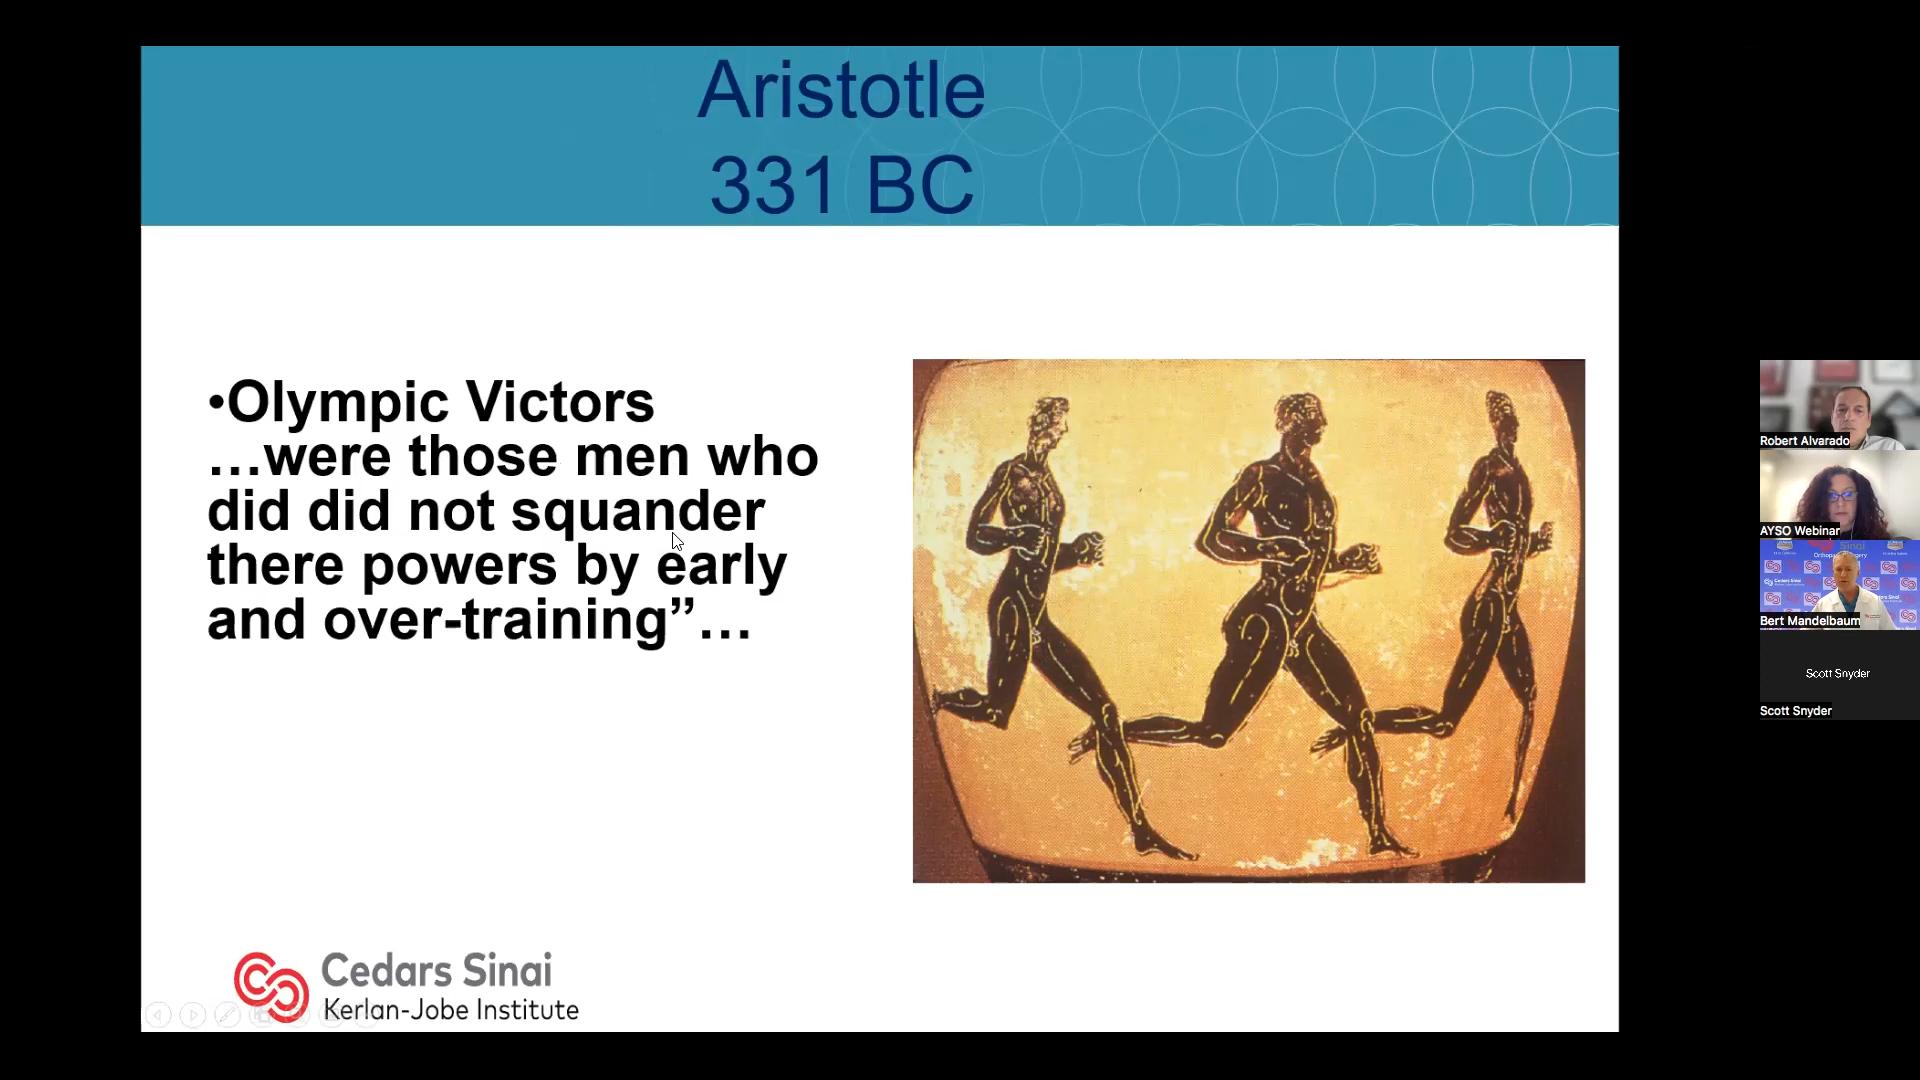 Aristotle
331 BC
•Olympic Victors
…were those men who
did did not squander
there powers by early
and over-training”…
Cedars Sinai
Kerlan-Jobe Institute
Robert Alvarado
AYSO Webinar
Bert Mandelbaum
Scott Snyder
Scott Snyder